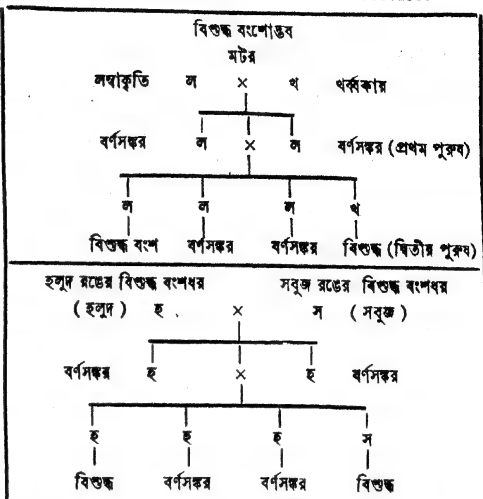 বিশুদ্ধ বংশোদ্ভব
মটর
লম্বাকৃতি ল × খ খর্ব্বকায়
বর্ণসঙ্কর ল × ল বর্ণসঙ্কর (প্রথম পুরুষ)
ল ল ল খ
বিশুদ্ধ বংশ বর্ণসঙ্কর বর্ণসঙ্কর বিশুদ্ধ (দ্বিতীয় পুরুষ)
হলুদ রঙের বিশুদ্ধ বংশধর সবুজ রঙের বিশুদ্ধ বংশধর
(হলুদ) হ × স (সবুজ)
বর্ণসঙ্কর হ × হ বর্ণসঙ্কর
হ হ হ স
বিশুদ্ধ বর্ণসঙ্কর বর্ণসঙ্কর বিশুদ্ধ